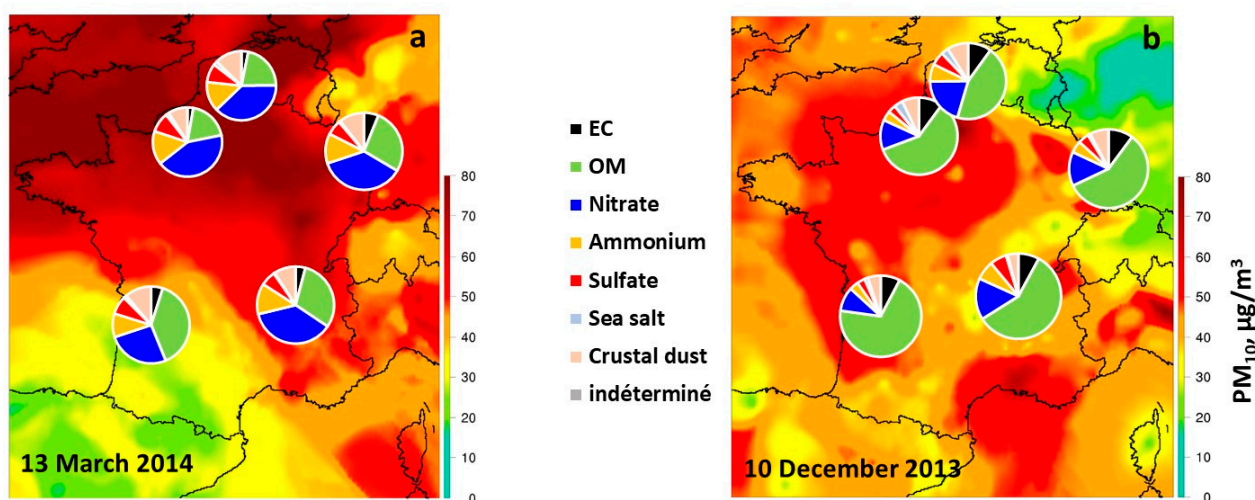 a
13 March 2014
80
70
60
50
40
30
20
10
0
EC
OM
Nitrate
Ammonium
Sulfate
Sea salt
Crustal dust
indéterminé
b
10 December 2013
80
70
60
50
40
30
20
10
0
PM10, µg/m³